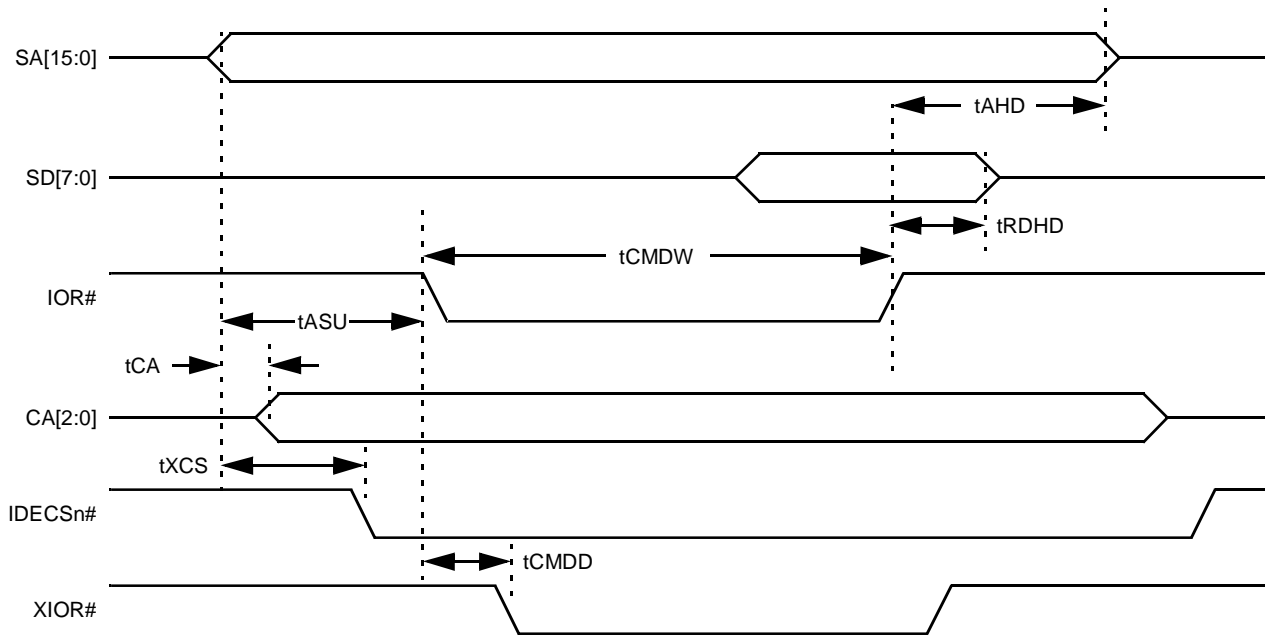 SA[15:0]
tAHD
SD[7:0]
tRDHD
tCMDW
IOR#
tASU
tCA
CA[2:0]
tXCS
IDECSn#
tCMDD
XIOR#